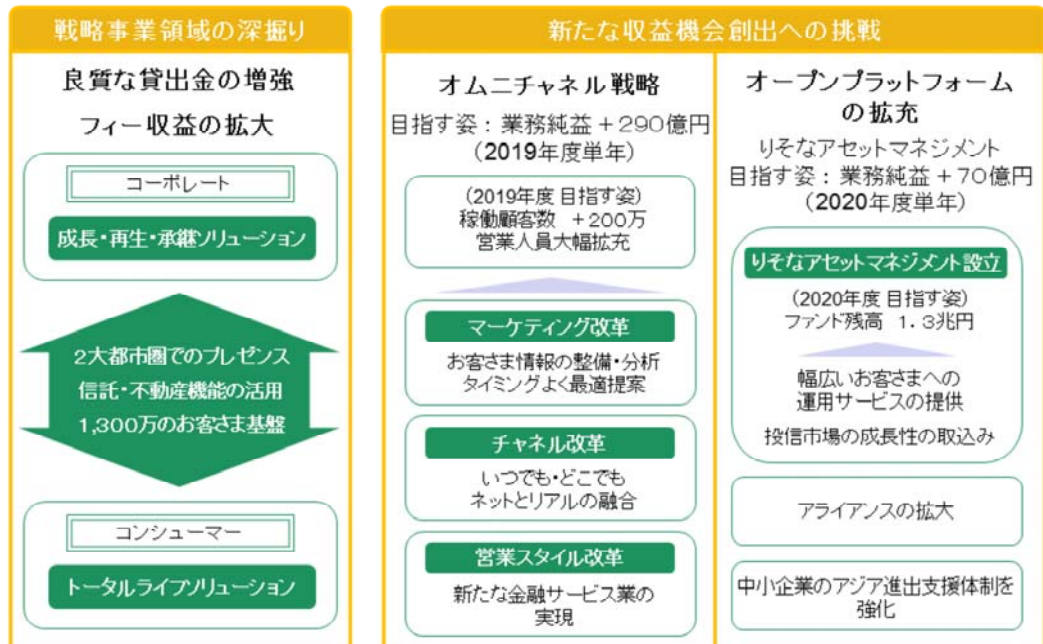 戦略事業領域の深掘り
良質な貸出金の増強
フィー収益の拡大
コーポレート
成長・再生・承継ソリューション
2大都市圏でのプレゼンス
信託・不動産機能の活用
1,300万のお客さま基盤
コンシューマー
トータルライフソリューション
新たな収益機会創出への挑戦
オムニチャネル戦略
目指す姿：業務純益＋290億円
（2019年度単年）
（2019年度 目指す姿）
稼働顧客数 ＋200万
営業人員大幅拡充
マーケティング改革
お客さま情報の整備・分析
タイミングよく最適提案
チャネル改革
いつでも・どこでも
ネットとリアルの融合
営業スタイル改革
新たな金融サービス業の
実現
オープンプラットフォーム
の拡充
りそなアセットマネジメント
目指す姿：業務純益＋70億円
（2020年度単年）
りそなアセットマネジメント設立
（2020年度 目指す姿）
ファンド残高 1．3兆円
幅広いお客さまへの
運用サービスの提供
投信市場の成長性の取込み
アライアンスの拡大
中小企業のアジア進出支援体制を
強化